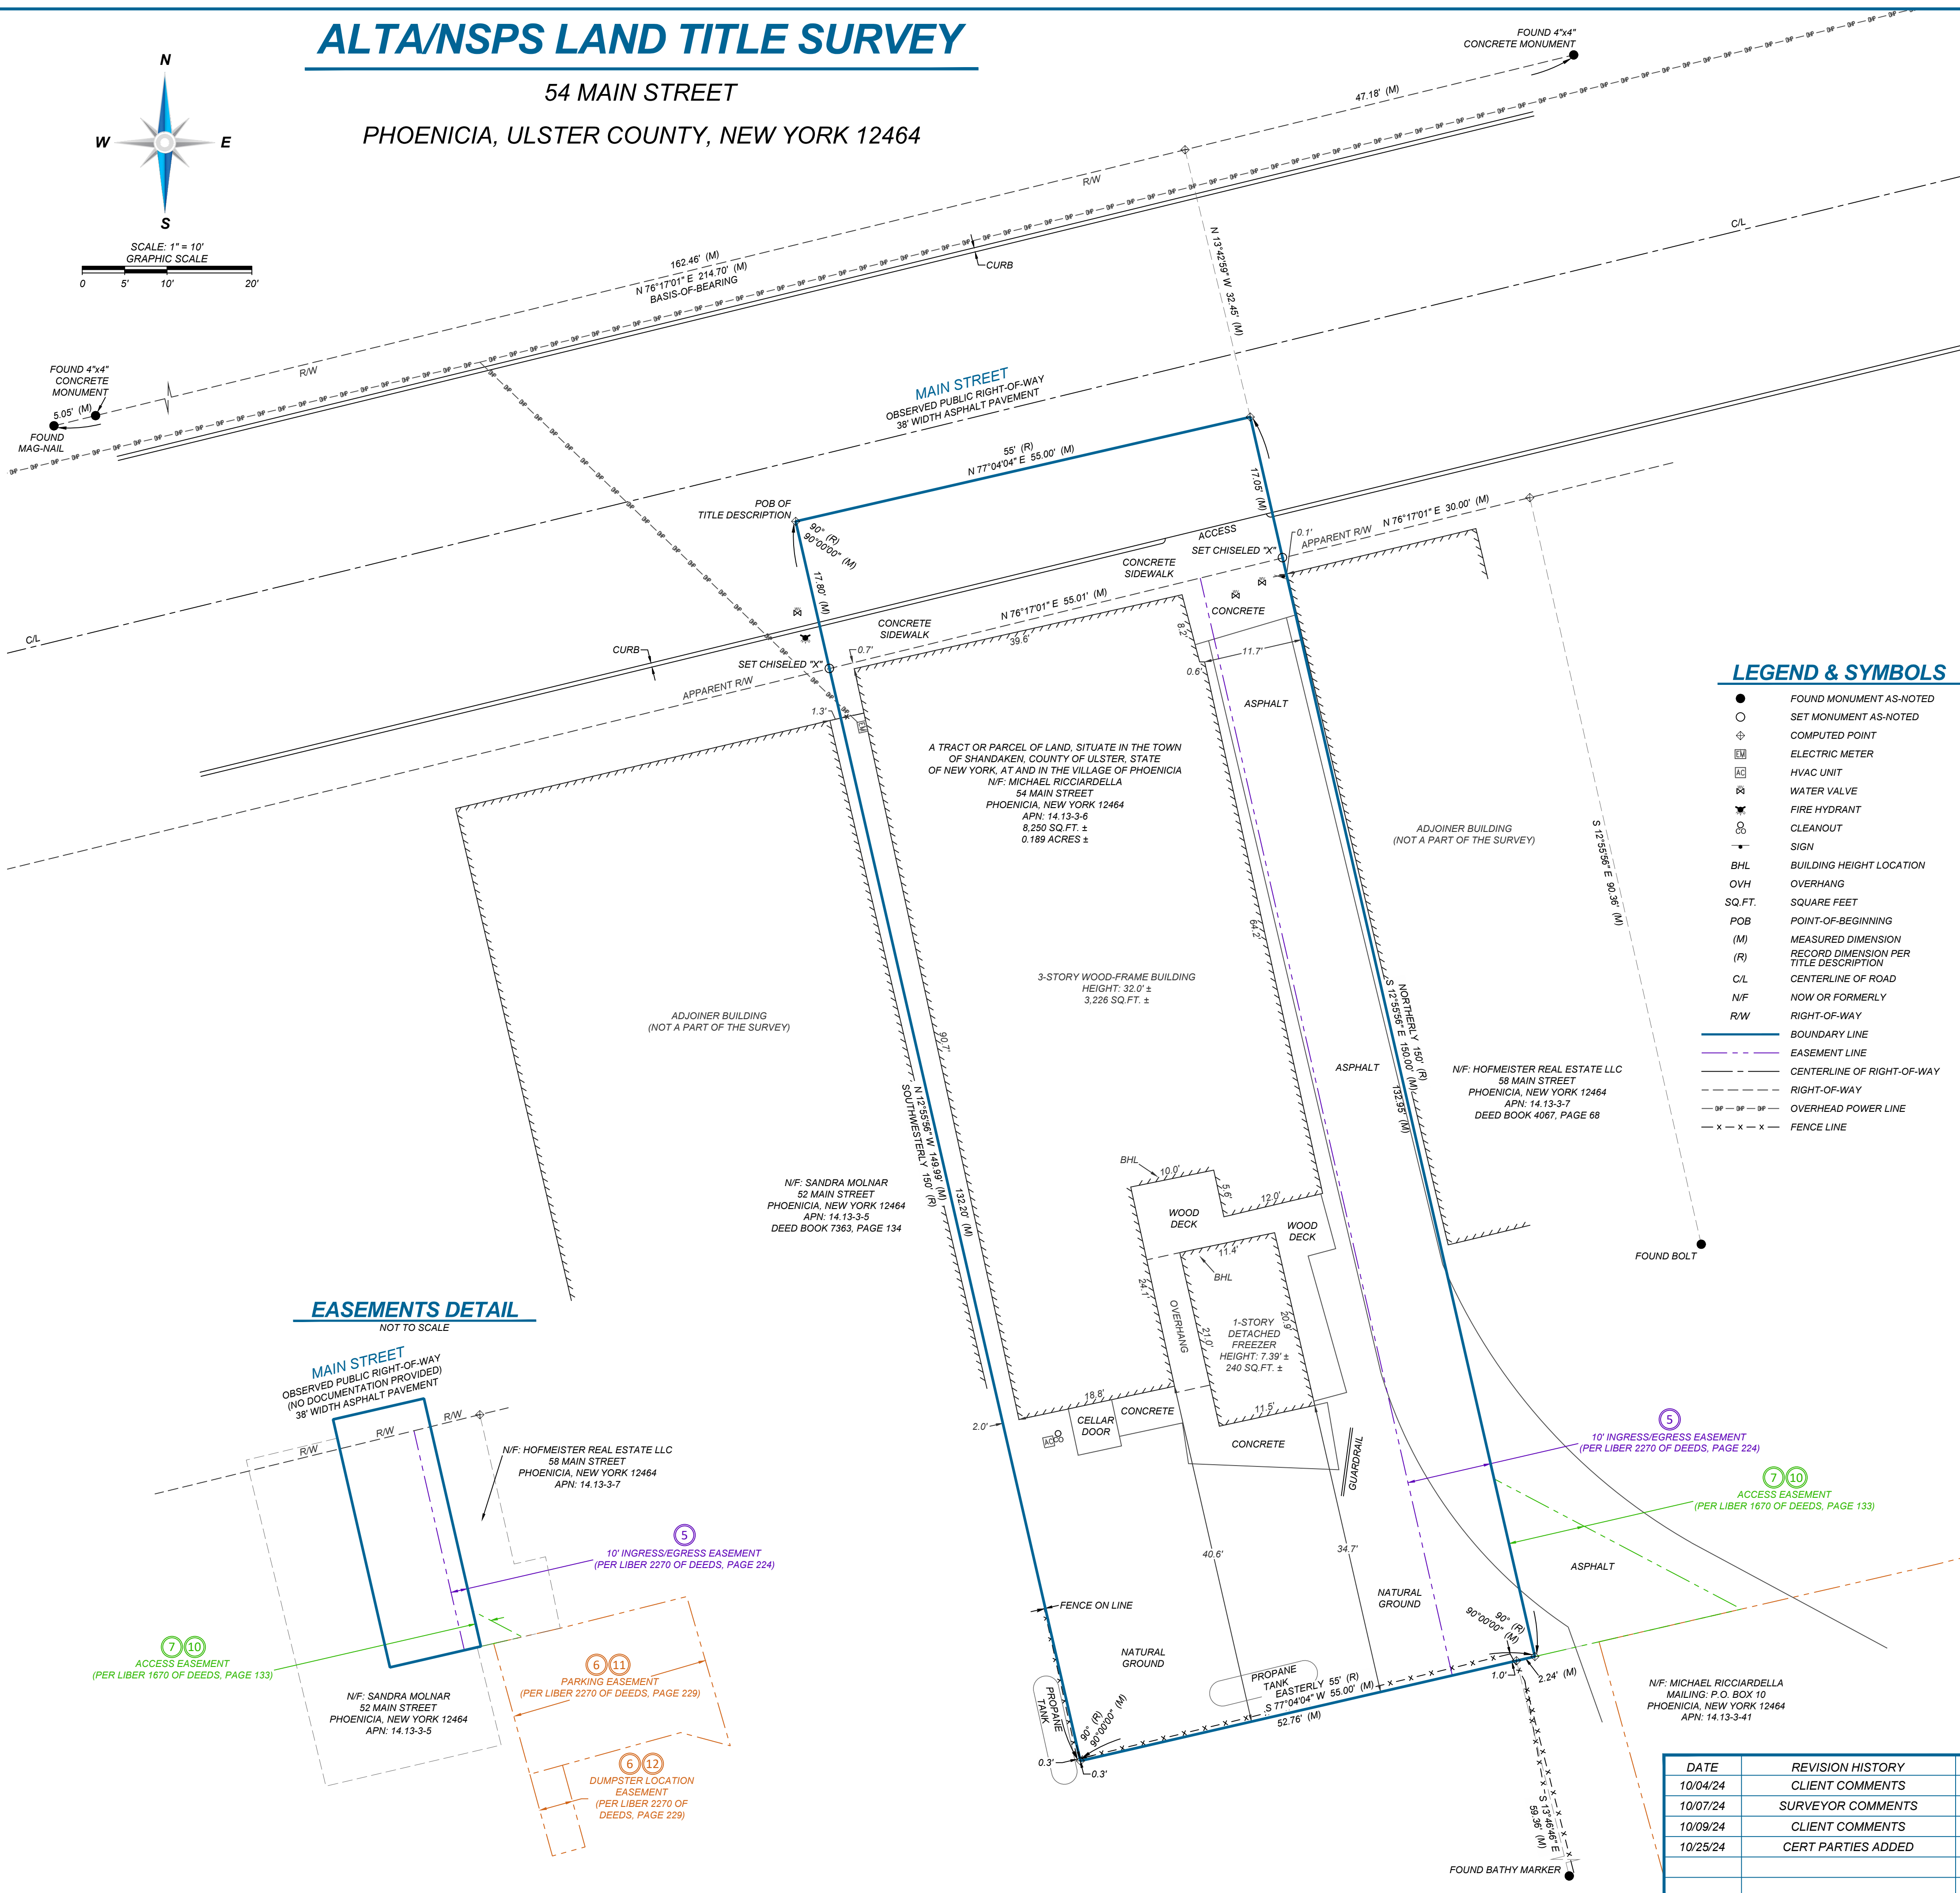 ALTA/NSPS LAND TITLE SURVEY
54 MAIN STREET
PHOENICIA, ULSTER COUNTY, NEW YORK 12464
N
W
E
S
SCALE: 1" = 10'
GRAPHIC SCALE
0
5'
10'
20'
FOUND 4"x4"
CONCRETE MONUMENT
47.18' (M)
R/W
C/L
162.46' (M)
N 76°17'01" E 214.70' (M)
BASIS-OF-BEARING
CURB
N 13°42'59" W 32.45' (M)
FOUND 4"x4"
CONCRETE
MONUMENT
5.05' (M)
FOUND
MAG-NAIL
R/W
MAIN STREET
OBSERVED PUBLIC RIGHT-OF-WAY
38' WIDTH ASPHALT PAVEMENT
55' (R)
N 77°04'04" E 55.00' (M)
POB OF
TITLE DESCRIPTION
90° (R)
90°00'00" (M)
17.80' (M)
17.05' (M)
ACCESS
SET CHISELED "X"
0.1'
APPARENT R/W
N 76°17'01" E 30.00' (M)
CONCRETE
SIDEWALK
CONCRETE
N 76°17'01" E 55.01' (M)
CONCRETE
SIDEWALK
39.6'
8.2'
11.7'
0.6'
C/L
CURB
SET CHISELED "X"
0.7'
APPARENT R/W
1.3'
EM
ASPHALT
A TRACT OR PARCEL OF LAND, SITUATE IN THE TOWN
OF SHANDAKEN, COUNTY OF ULSTER, STATE
OF NEW YORK, AT AND IN THE VILLAGE OF PHOENICIA
N/F: MICHAEL RICCIARDELLA
54 MAIN STREET
PHOENICIA, NEW YORK 12464
APN: 14.13-3-6
8,250 SQ.FT. ±
0.189 ACRES ±
ADJOINER BUILDING
(NOT A PART OF THE SURVEY)
S 12°55'56" E 90.36' (M)
64.2'
3-STORY WOOD-FRAME BUILDING
HEIGHT: 32.0' ±
3,226 SQ.FT. ±
ADJOINER BUILDING
(NOT A PART OF THE SURVEY)
90.7'
NORTHERLY 150' (R)
S 12°55'56" E 150.00' (M)
132.95' (M)
ASPHALT
N/F: HOFMEISTER REAL ESTATE LLC
58 MAIN STREET
PHOENICIA, NEW YORK 12464
APN: 14.13-3-7
DEED BOOK 4067, PAGE 68
N 12°55'56" W 149.99' (M)
SOUTHWESTERLY 150' (R)
132.20' (M)
N/F: SANDRA MOLNAR
52 MAIN STREET
PHOENICIA, NEW YORK 12464
APN: 14.13-3-5
DEED BOOK 7363, PAGE 134
BHL
10.0'
5.6'
12.0'
WOOD
DECK
WOOD
DECK
11.4'
BHL
24.1'
OVERHANG
21.0'
20.9'
1-STORY
DETACHED
FREEZER
HEIGHT: 7.39' ±
240 SQ.FT. ±
FOUND BOLT
18.8'
11.5'
CELLAR
DOOR
CONCRETE
CONCRETE
2.0'
AC
CO
GUARDRAIL
40.6'
34.7'
5
10' INGRESS/EGRESS EASEMENT
(PER LIBER 2270 OF DEEDS, PAGE 224)
7 10
ACCESS EASEMENT
(PER LIBER 1670 OF DEEDS, PAGE 133)
ASPHALT
NATURAL
GROUND
FENCE ON LINE
90° (R)
90°00'00" (M)
NATURAL
GROUND
PROPANE
TANK
PROPANE
TANK
EASTERLY 55' (R)
S 77°04'04" W 55.00' (M)
52.76' (M)
1.0'
2.24' (M)
90° (R)
90°00'00" (M)
0.3'
0.3'
S 13°46'46" E
59.36' (M)
FOUND BATHY MARKER
N/F: MICHAEL RICCIARDELLA
MAILING: P.O. BOX 10
PHOENICIA, NEW YORK 12464
APN: 14.13-3-41
LEGEND & SYMBOLS
FOUND MONUMENT AS-NOTED
SET MONUMENT AS-NOTED
COMPUTED POINT
EM ELECTRIC METER
AC HVAC UNIT
WATER VALVE
FIRE HYDRANT
CO CLEANOUT
SIGN
BHL BUILDING HEIGHT LOCATION
OVH OVERHANG
SQ.FT. SQUARE FEET
POB POINT-OF-BEGINNING
(M) MEASURED DIMENSION
(R) RECORD DIMENSION PER
TITLE DESCRIPTION
C/L CENTERLINE OF ROAD
N/F NOW OR FORMERLY
R/W RIGHT-OF-WAY
BOUNDARY LINE
EASEMENT LINE
CENTERLINE OF RIGHT-OF-WAY
RIGHT-OF-WAY
OVERHEAD POWER LINE
FENCE LINE
EASEMENTS DETAIL
NOT TO SCALE
MAIN STREET
OBSERVED PUBLIC RIGHT-OF-WAY
(NO DOCUMENTATION PROVIDED)
38' WIDTH ASPHALT PAVEMENT
R/W
R/W
R/W
N/F: HOFMEISTER REAL ESTATE LLC
58 MAIN STREET
PHOENICIA, NEW YORK 12464
APN: 14.13-3-7
5
10' INGRESS/EGRESS EASEMENT
(PER LIBER 2270 OF DEEDS, PAGE 224)
7 10
ACCESS EASEMENT
(PER LIBER 1670 OF DEEDS, PAGE 133)
6 11
PARKING EASEMENT
(PER LIBER 2270 OF DEEDS, PAGE 229)
N/F: SANDRA MOLNAR
52 MAIN STREET
PHOENICIA, NEW YORK 12464
APN: 14.13-3-5
6 12
DUMPSTER LOCATION
EASEMENT
(PER LIBER 2270 OF
DEEDS, PAGE 229)
DATE REVISION HISTORY
10/04/24 CLIENT COMMENTS
10/07/24 SURVEYOR COMMENTS
10/09/24 CLIENT COMMENTS
10/25/24 CERT PARTIES ADDED